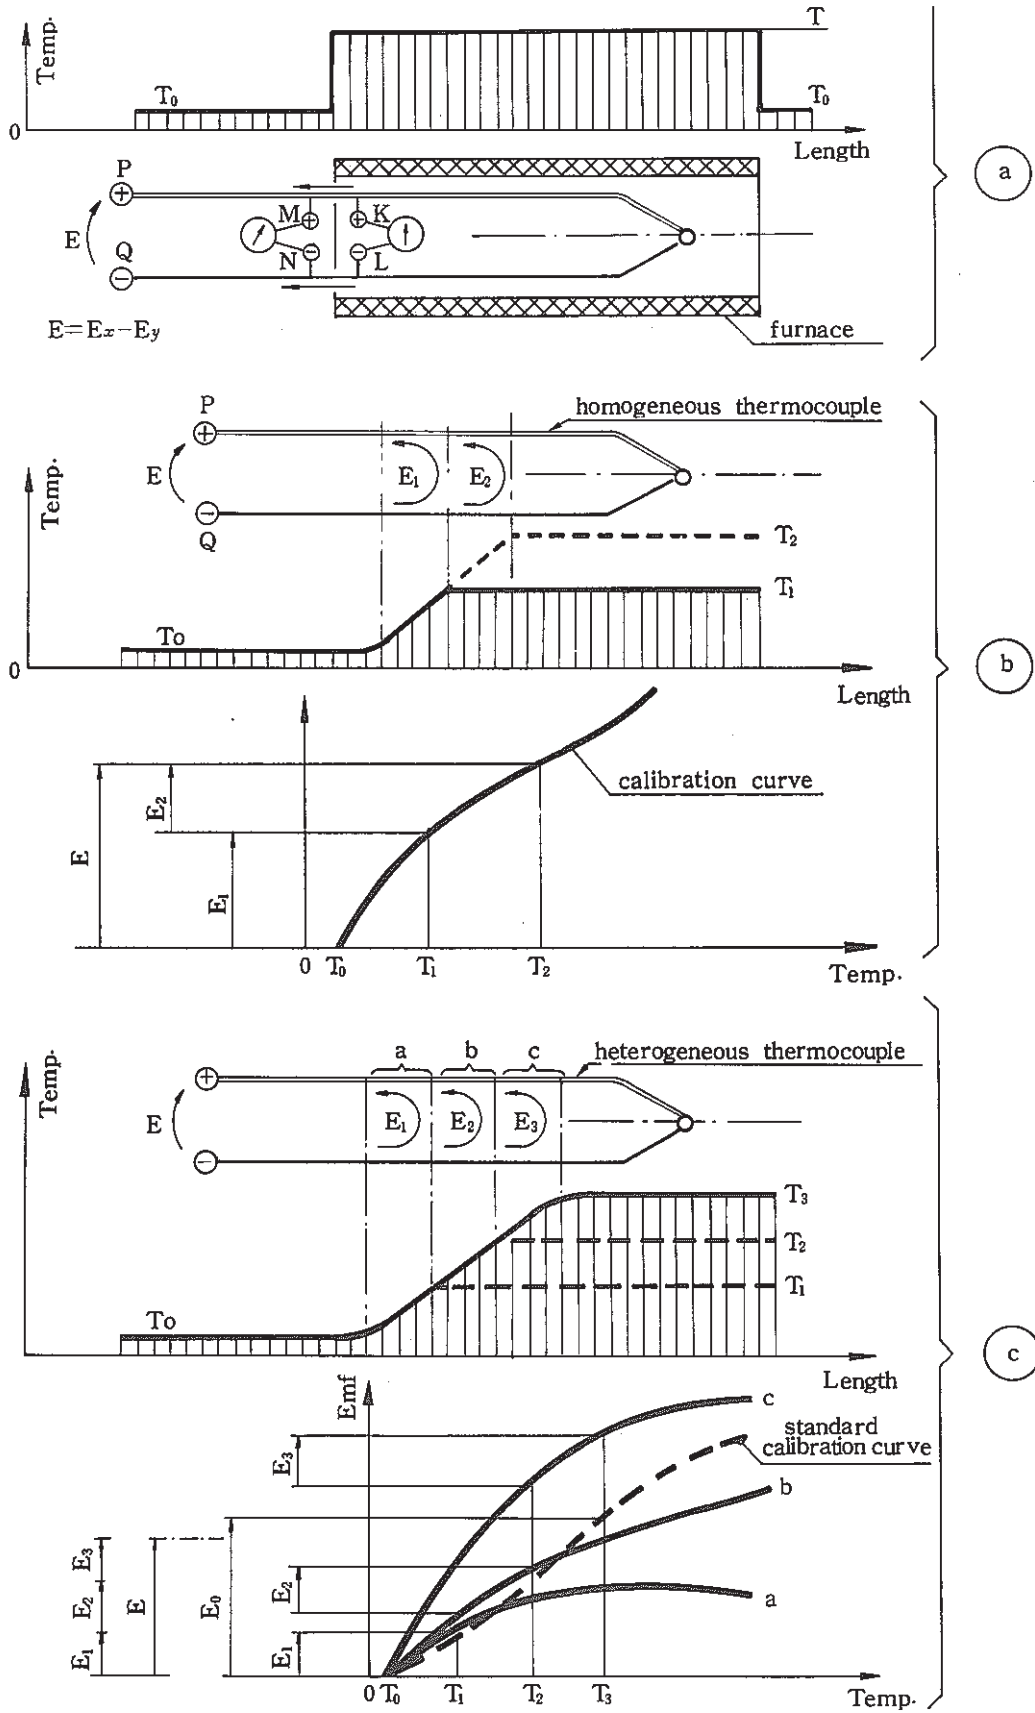 Temp.
T
T₀
T₀
0
Length
P
+
M
+
+
K
E
Q
−
N
−
−
L
E=Ex−Ey
furnace
a
P
+
homogeneous thermocouple
Temp.
E
E₁
E₂
−
Q
T₂
T₁
To
0
Length
b
calibration curve
E
E₂
E₁
0
T₀
T₁
T₂
Temp.
a
b
c
heterogeneous thermocouple
Temp.
+
E
E₁
E₂
E₃
−
T₃
T₂
T₁
To
Length
c
Emf
c
standard
calibration curve
b
a
E₃
E₂
E₁
E₃
E₂
E₁
E
E₀
0
T₀
T₁
T₂
T₃
Temp.